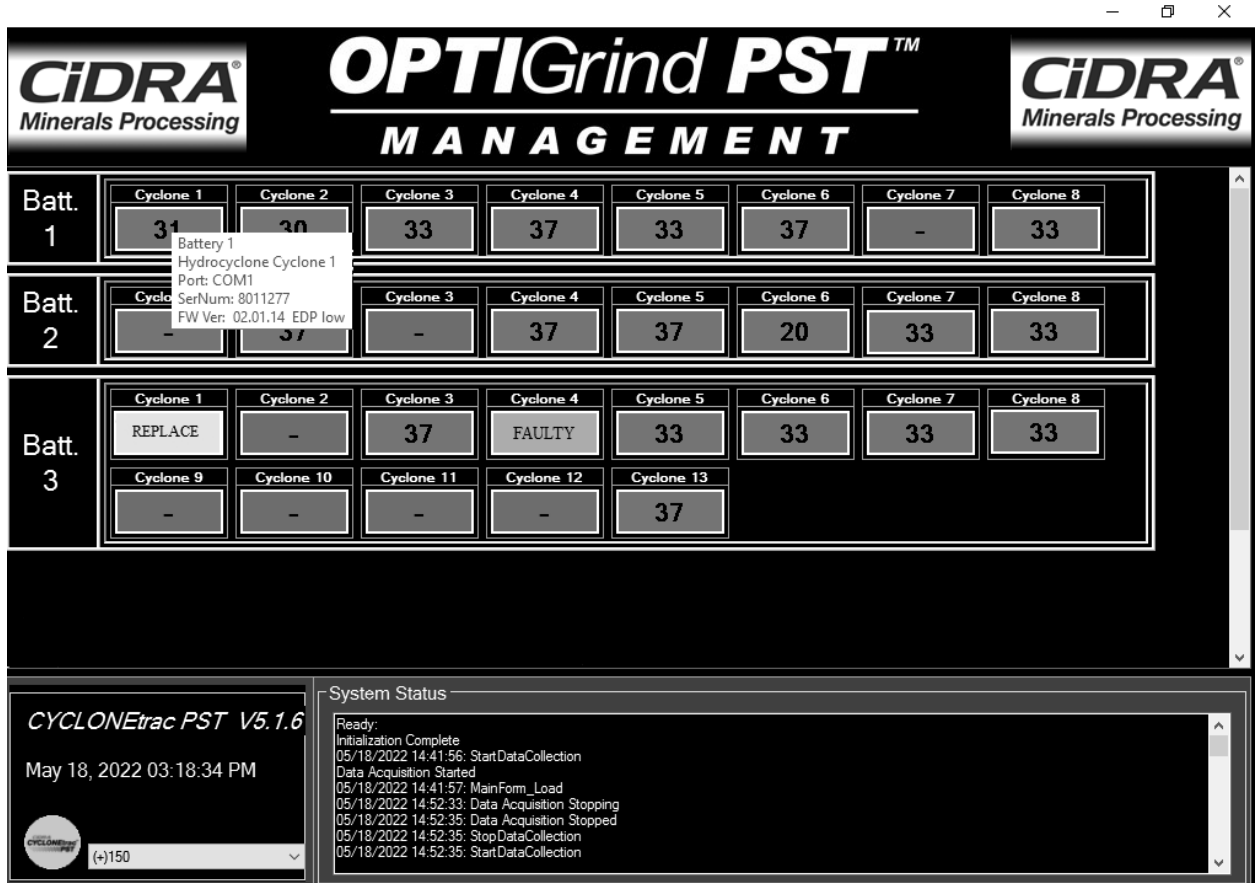 CiDRA®
Minerals Processing
OPTIGrind PST™
MANAGEMENT
CiDRA®
Minerals Processing
Batt.
1
Cyclone 1 Cyclone 2 Cyclone 3 Cyclone 4 Cyclone 5 Cyclone 6 Cyclone 7 Cyclone 8
31 30 33 37 33 37 - 33
Battery 1
Hydrocyclone Cyclone 1
Port: COM1
SerNum: 8011277
FW Ver: 02.01.14 EDP low
Batt.
2
Cyclo Cyclone 3 Cyclone 4 Cyclone 5 Cyclone 6 Cyclone 7 Cyclone 8
- 37 - 37 37 20 33 33
Batt.
3
Cyclone 1 Cyclone 2 Cyclone 3 Cyclone 4 Cyclone 5 Cyclone 6 Cyclone 7 Cyclone 8
REPLACE - 37 FAULTY 33 33 33 33
Cyclone 9 Cyclone 10 Cyclone 11 Cyclone 12 Cyclone 13
- - - - 37
CYCLONEtrac PST V5.1.6
May 18, 2022 03:18:34 PM
CYCLONEtrac
PST
(+)150
System Status
Ready:
Initialization Complete
05/18/2022 14:41:56: StartDataCollection
Data Acquisition Started
05/18/2022 14:41:57: MainForm_Load
05/18/2022 14:52:33: Data Acquisition Stopping
05/18/2022 14:52:35: Data Acquisition Stopped
05/18/2022 14:52:35: StopDataCollection
05/18/2022 14:52:35: StartDataCollection